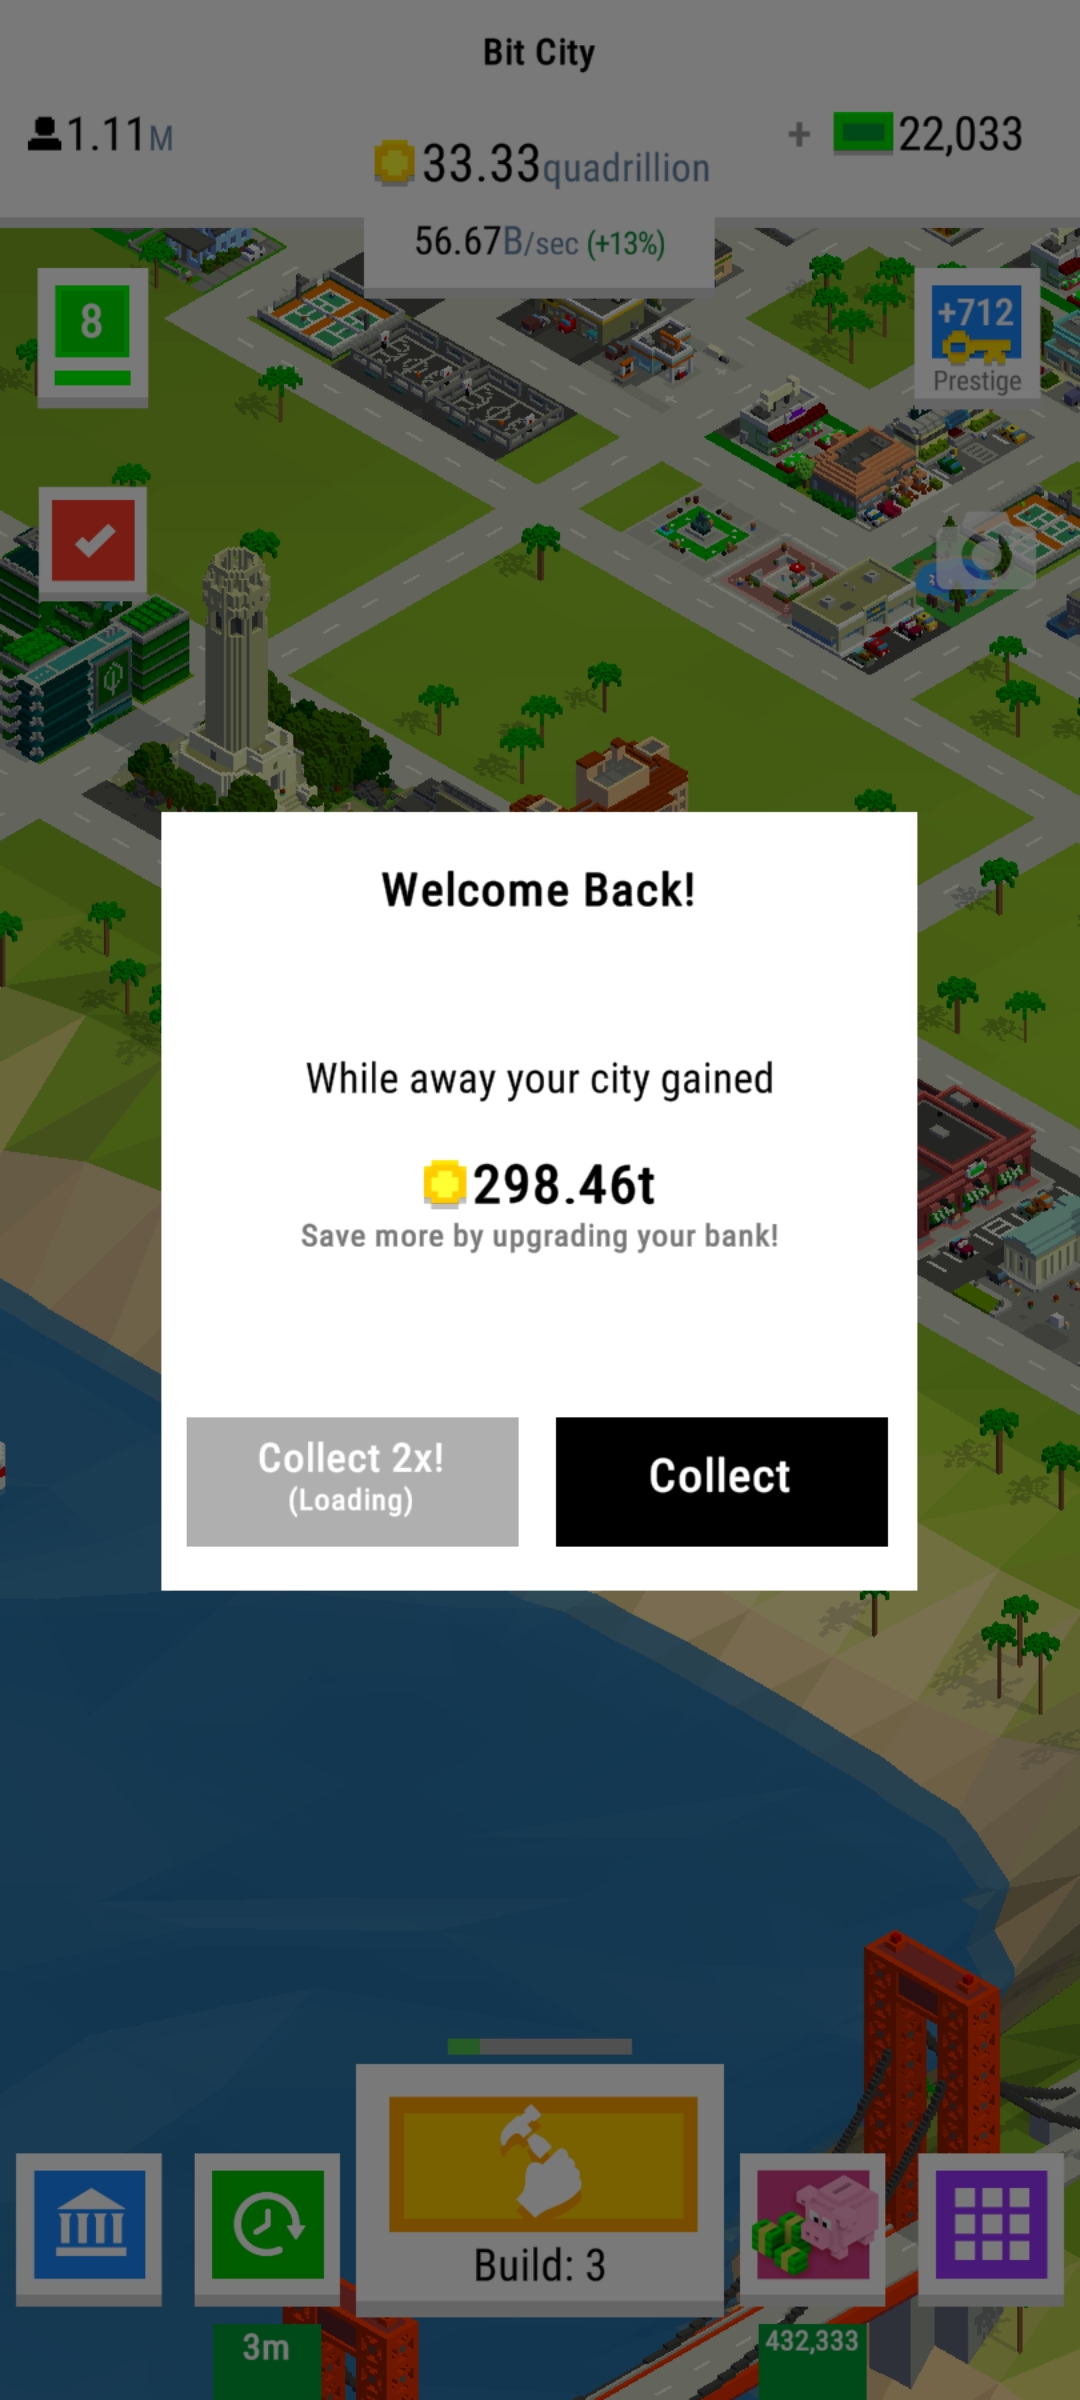 Bit City
1.11M
33.33quadrillion
+ 22,033
56.67B/sec (+13%)
8
+712
Prestige
Welcome Back!
While away your city gained
298.46t
Save more by upgrading your bank!
Collect 2x!
(Loading)
Collect
Build: 3
3m
432,333